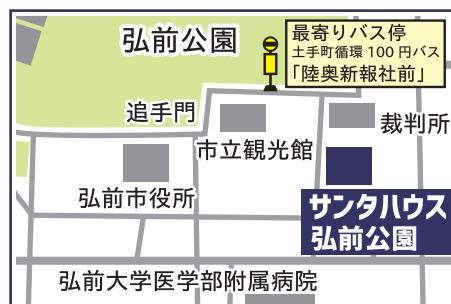 弘前公園
最寄りバス停
土手町循環100円バス
「陸奥新報社前」
追手門
裁判所
市立観光館
弘前市役所
サンタハウス
弘前公園
弘前大学医学部附属病院